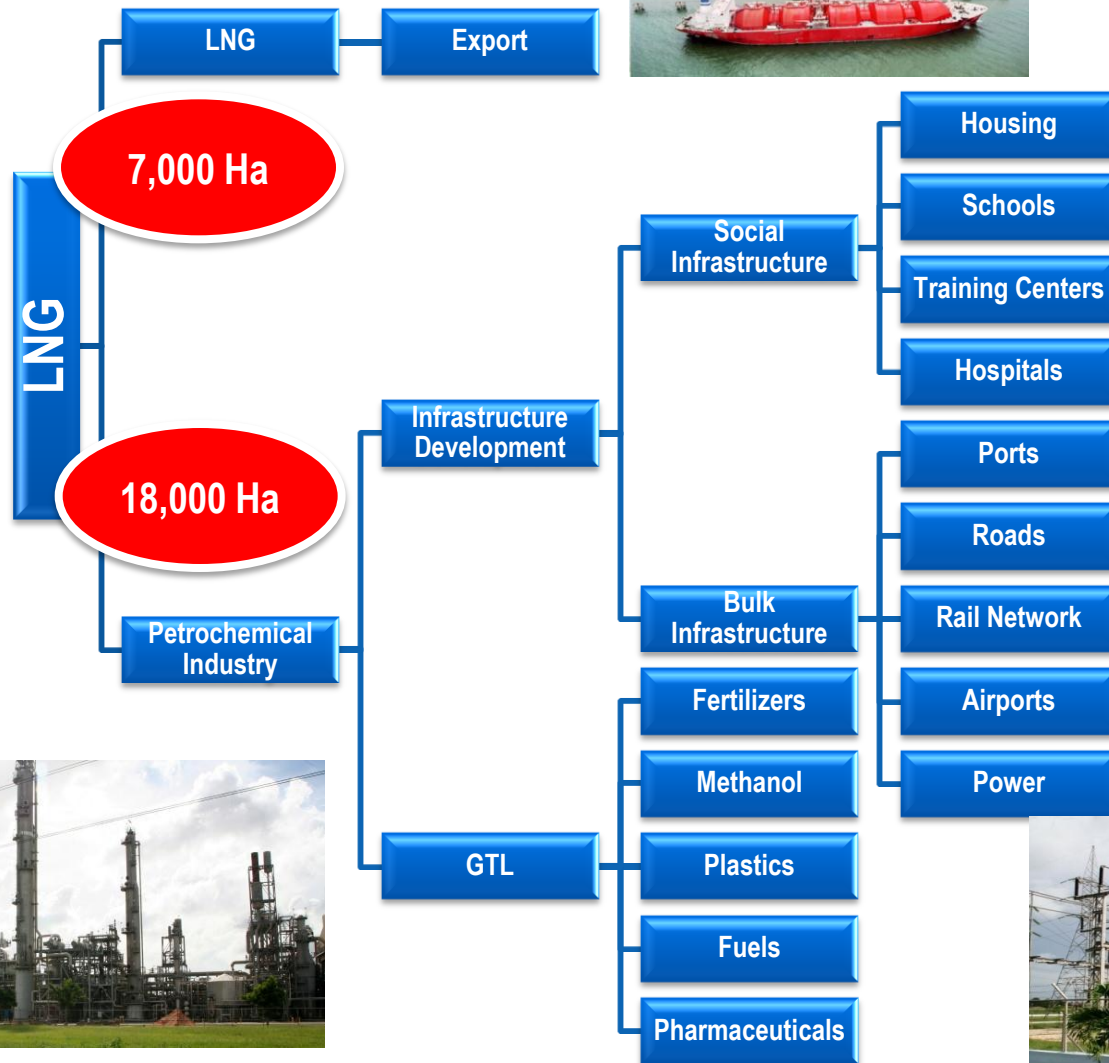 LNG
Export
7,000 Ha
LNG
18,000 Ha
Petrochemical
Industry
Infrastructure
Development
GTL
Social
Infrastructure
Bulk
Infrastructure
Housing
Schools
Training Centers
Hospitals
Ports
Roads
Rail Network
Airports
Power
Fertilizers
Methanol
Plastics
Fuels
Pharmaceuticals